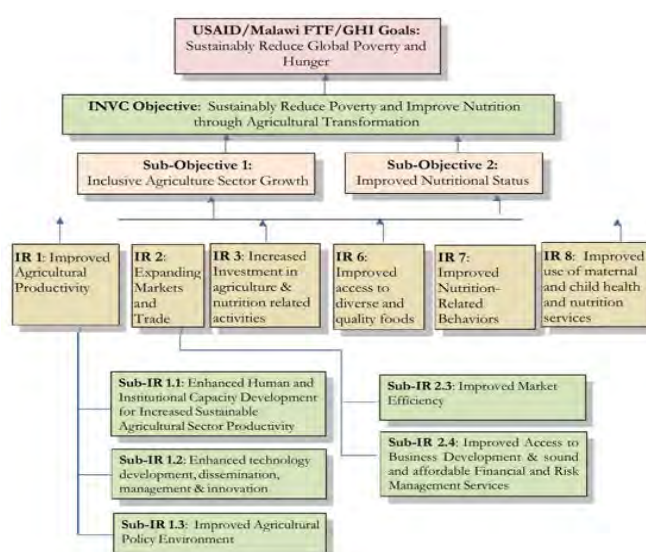 USAID/Malawi FTF/GHI Goals:
Sustainably Reduce Global Poverty and
Hunger
INVC Objective: Sustainably Reduce Poverty and Improve Nutrition
through Agricultural Transformation
Sub-Objective 1:
Inclusive Agriculture Sector Growth
Sub-Objective 2:
Improved Nutritional Status
IR 1: Improved
Agricultural
Productivity
IR 2:
Expanding
Markets
and
Trade
IR 3: Increased
Investment in
agriculture &
nutrition related
activities
IR 6:
Improved
access to
diverse and
quality foods
IR 7:
Improved
Nutrition-
Related
Behaviors
IR 8: Improved
use of maternal
and child health
and nutrition
services
Sub-IR 1.1: Enhanced Human and
Institutional Capacity Development
for Increased Sustainable
Agricultural Sector Productivity
Sub-IR 1.2: Enhanced technology
development, dissemination,
management & innovation
Sub-IR 1.3: Improved Agricultural
Policy Environment
Sub-IR 2.3: Improved Market
Efficiency
Sub-IR 2.4: Improved Access to
Business Development & sound
and affordable Financial and Risk
Management Services